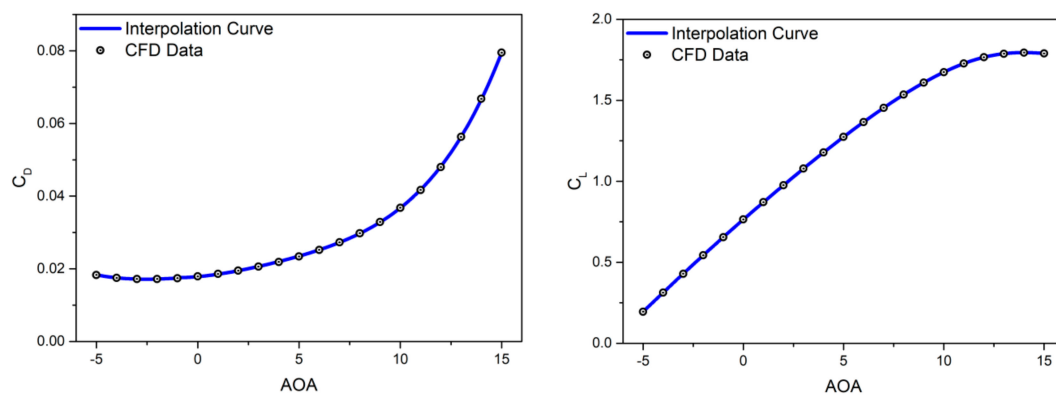 Interpolation Curve
CFD Data
0.08
0.06
0.04
0.02
0.00
C_D
-5 0 5 10 15
AOA
Interpolation Curve
CFD Data
2.0
1.5
1.0
0.5
0.0
C_L
-5 0 5 10 15
AOA